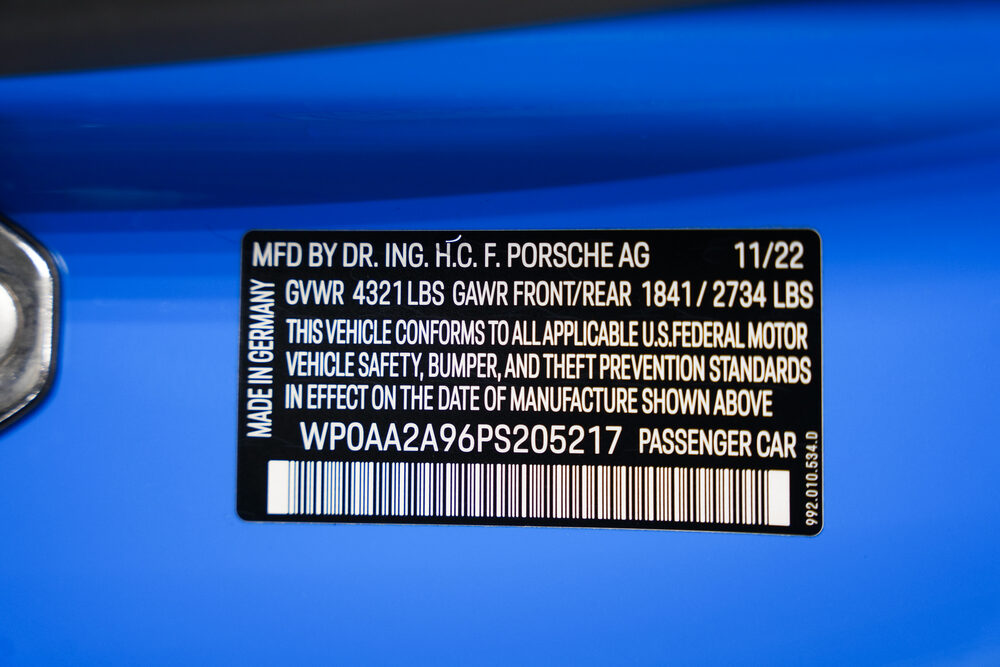 MFD BY DR. ING. H.C. F. PORSCHE AG 11/22
GVWR 4321 LBS GAWR FRONT/REAR 1841 / 2734 LBS
MADE IN GERMANY
THIS VEHICLE CONFORMS TO ALL APPLICABLE U.S.FEDERAL MOTOR
VEHICLE SAFETY, BUMPER, AND THEFT PREVENTION STANDARDS
IN EFFECT ON THE DATE OF MANUFACTURE SHOWN ABOVE
WP0AA2A96PS205217 PASSENGER CAR
992.010.534.0